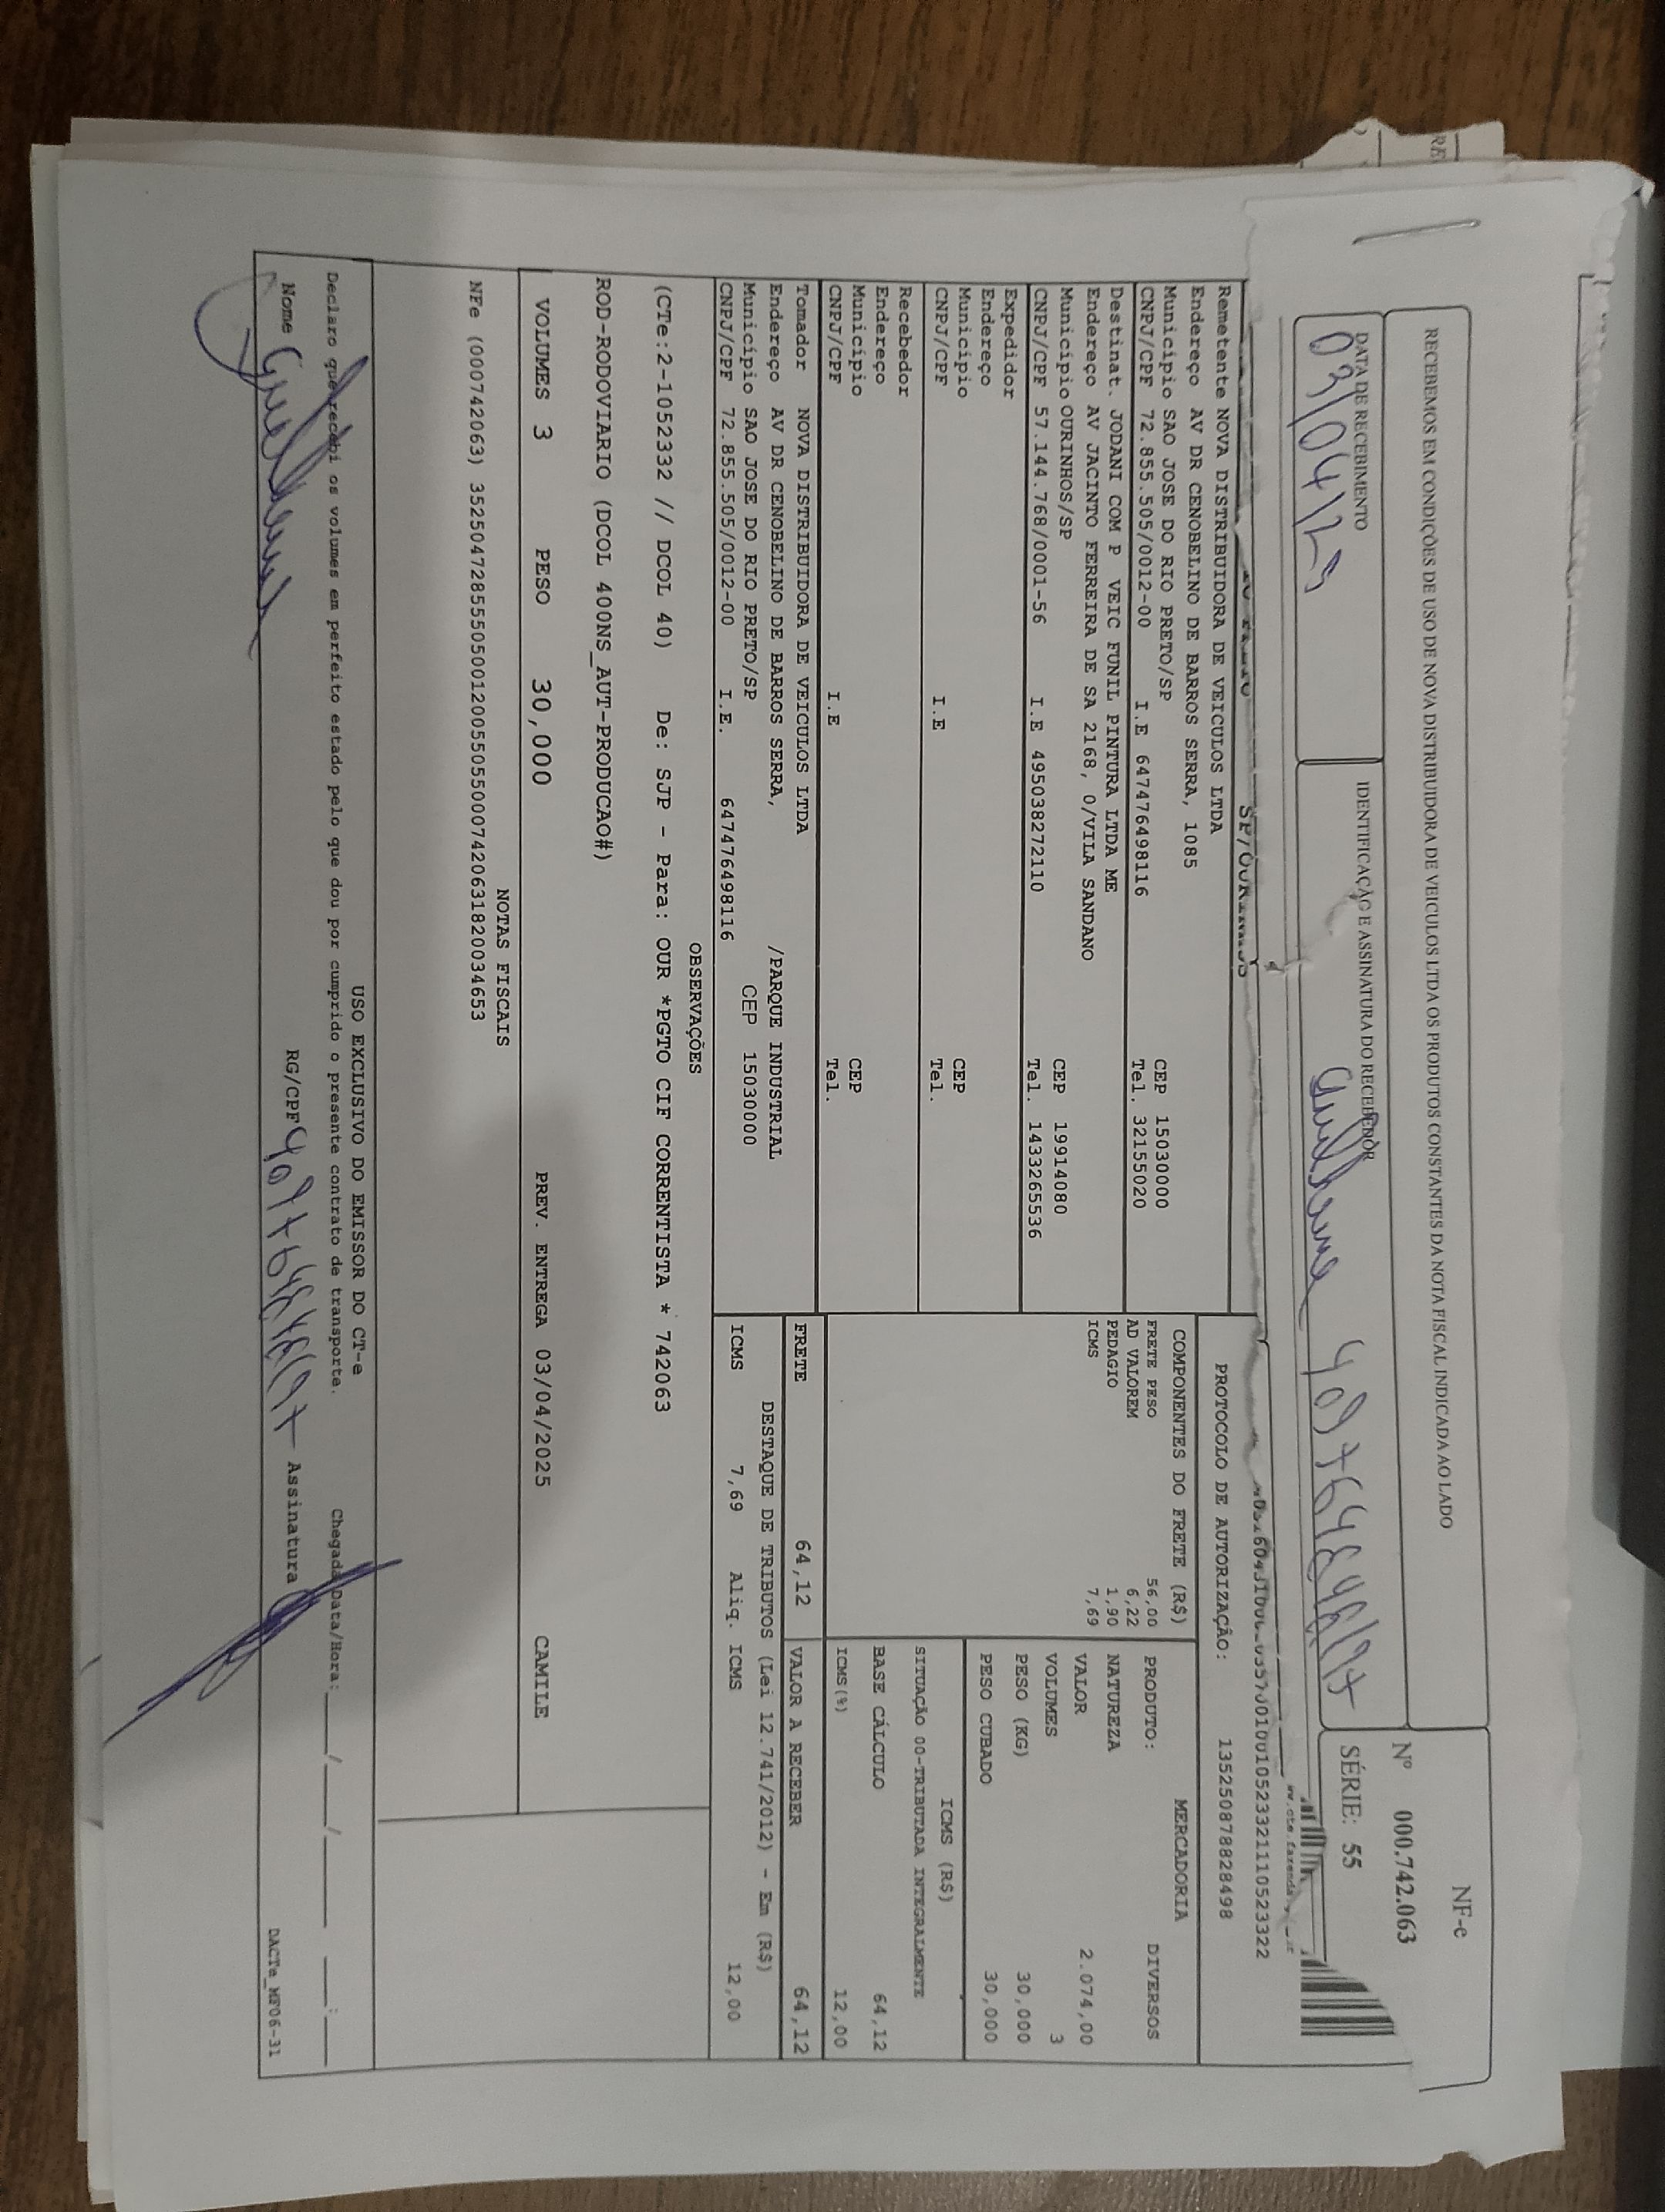 RECEBEMOS EM CONDIÇÕES DE USO DE NOVA DISTRIBUIDORA DE VEICULOS LTDA OS PRODUTOS CONSTANTES DA NOTA FISCAL INDICADA AO LADO
NF-e
Nº 000.742.063
SÉRIE: 55
DATA DE RECEBIMENTO
03/04/25
IDENTIFICAÇÃO E ASSINATURA DO RECEBEDOR
PROTOCOLO DE AUTORIZAÇÃO: 135250878828498
Remetente NOVA DISTRIBUIDORA DE VEICULOS LTDA
Endereço AV DR CENOBELINO DE BARROS SERRA, 1085
Município SAO JOSE DO RIO PRETO/SP CEP 15030000
CNPJ/CPF 72.855.505/0012-00 I.E 647476498116 Tel. 32155020
Destinat. JODANI COM P VEIC FUNIL PINTURA LTDA ME
Endereço AV JACINTO FERREIRA DE SA 2168, 0/VILA SANDANO
Município OURINHOS/SP CEP 19914080
CNPJ/CPF 57.144.768/0001-56 I.E 495038272110 Tel. 1433265536
Expedidor
Endereço
Município CEP
CNPJ/CPF I.E Tel.
Recebedor
Endereço
Município CEP
CNPJ/CPF I.E Tel.
Tomador NOVA DISTRIBUIDORA DE VEICULOS LTDA
Endereço AV DR CENOBELINO DE BARROS SERRA, /PARQUE INDUSTRIAL
Município SAO JOSE DO RIO PRETO/SP CEP 15030000
CNPJ/CPF 72.855.505/0012-00 I.E. 647476498116
COMPONENTES DO FRETE (R$)
FRETE PESO 56,00
AD VALOREM 6,22
PEDAGIO 1,90
ICMS 7,69
MERCADORIA
PRODUTO: DIVERSOS
NATUREZA
VALOR 2.074,00
VOLUMES 3
PESO (KG) 30,000
PESO CUBADO 30,000
ICMS (R$)
SITUAÇÃO 00-TRIBUTADA INTEGRALMENTE
BASE CÁLCULO 64,12
ICMS(%) 12,00
FRETE 64,12 VALOR A RECEBER 64,12
DESTAQUE DE TRIBUTOS (Lei 12.741/2012) - Em (R$)
ICMS 7,69 Aliq. ICMS 12,00
OBSERVAÇÕES
(CTe:2-1052332 // DCOL 40) De: SJP - Para: OUR *PGTO CIF CORRENTISTA * 742063
ROD-RODOVIARIO (DCOL 400NS_AUT-PRODUCAO#)
VOLUMES 3 PESO 30,000 PREV. ENTREGA 03/04/2025 CAMILE
NOTAS FISCAIS
NFe (000742063) 35250472855505001200550550007420631820034653
USO EXCLUSIVO DO EMISSOR DO CT-e
Declaro que recebi os volumes em perfeito estado pelo que dou por cumprido o presente contrato de transporte. Chegada Data/Hora: ____/____/____ ___:___
Nome RG/CPF Assinatura
DACTe_MF06-31